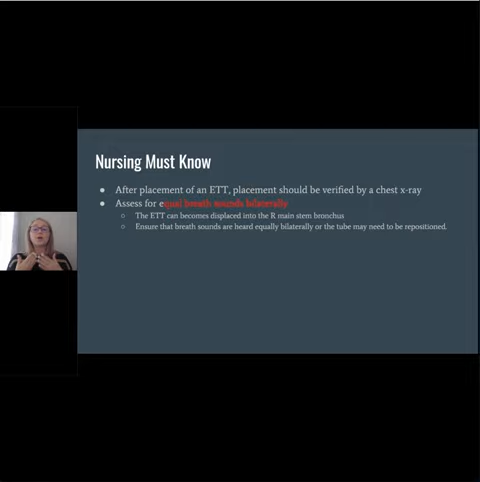 Nursing Must Know
After placement of an ETT, placement should be verified by a chest x-ray
Assess for equal breath sounds bilaterally
The ETT can becomes displaced into the R main stem bronchus
Ensure that breath sounds are heard equally bilaterally or the tube may need to be repositioned.